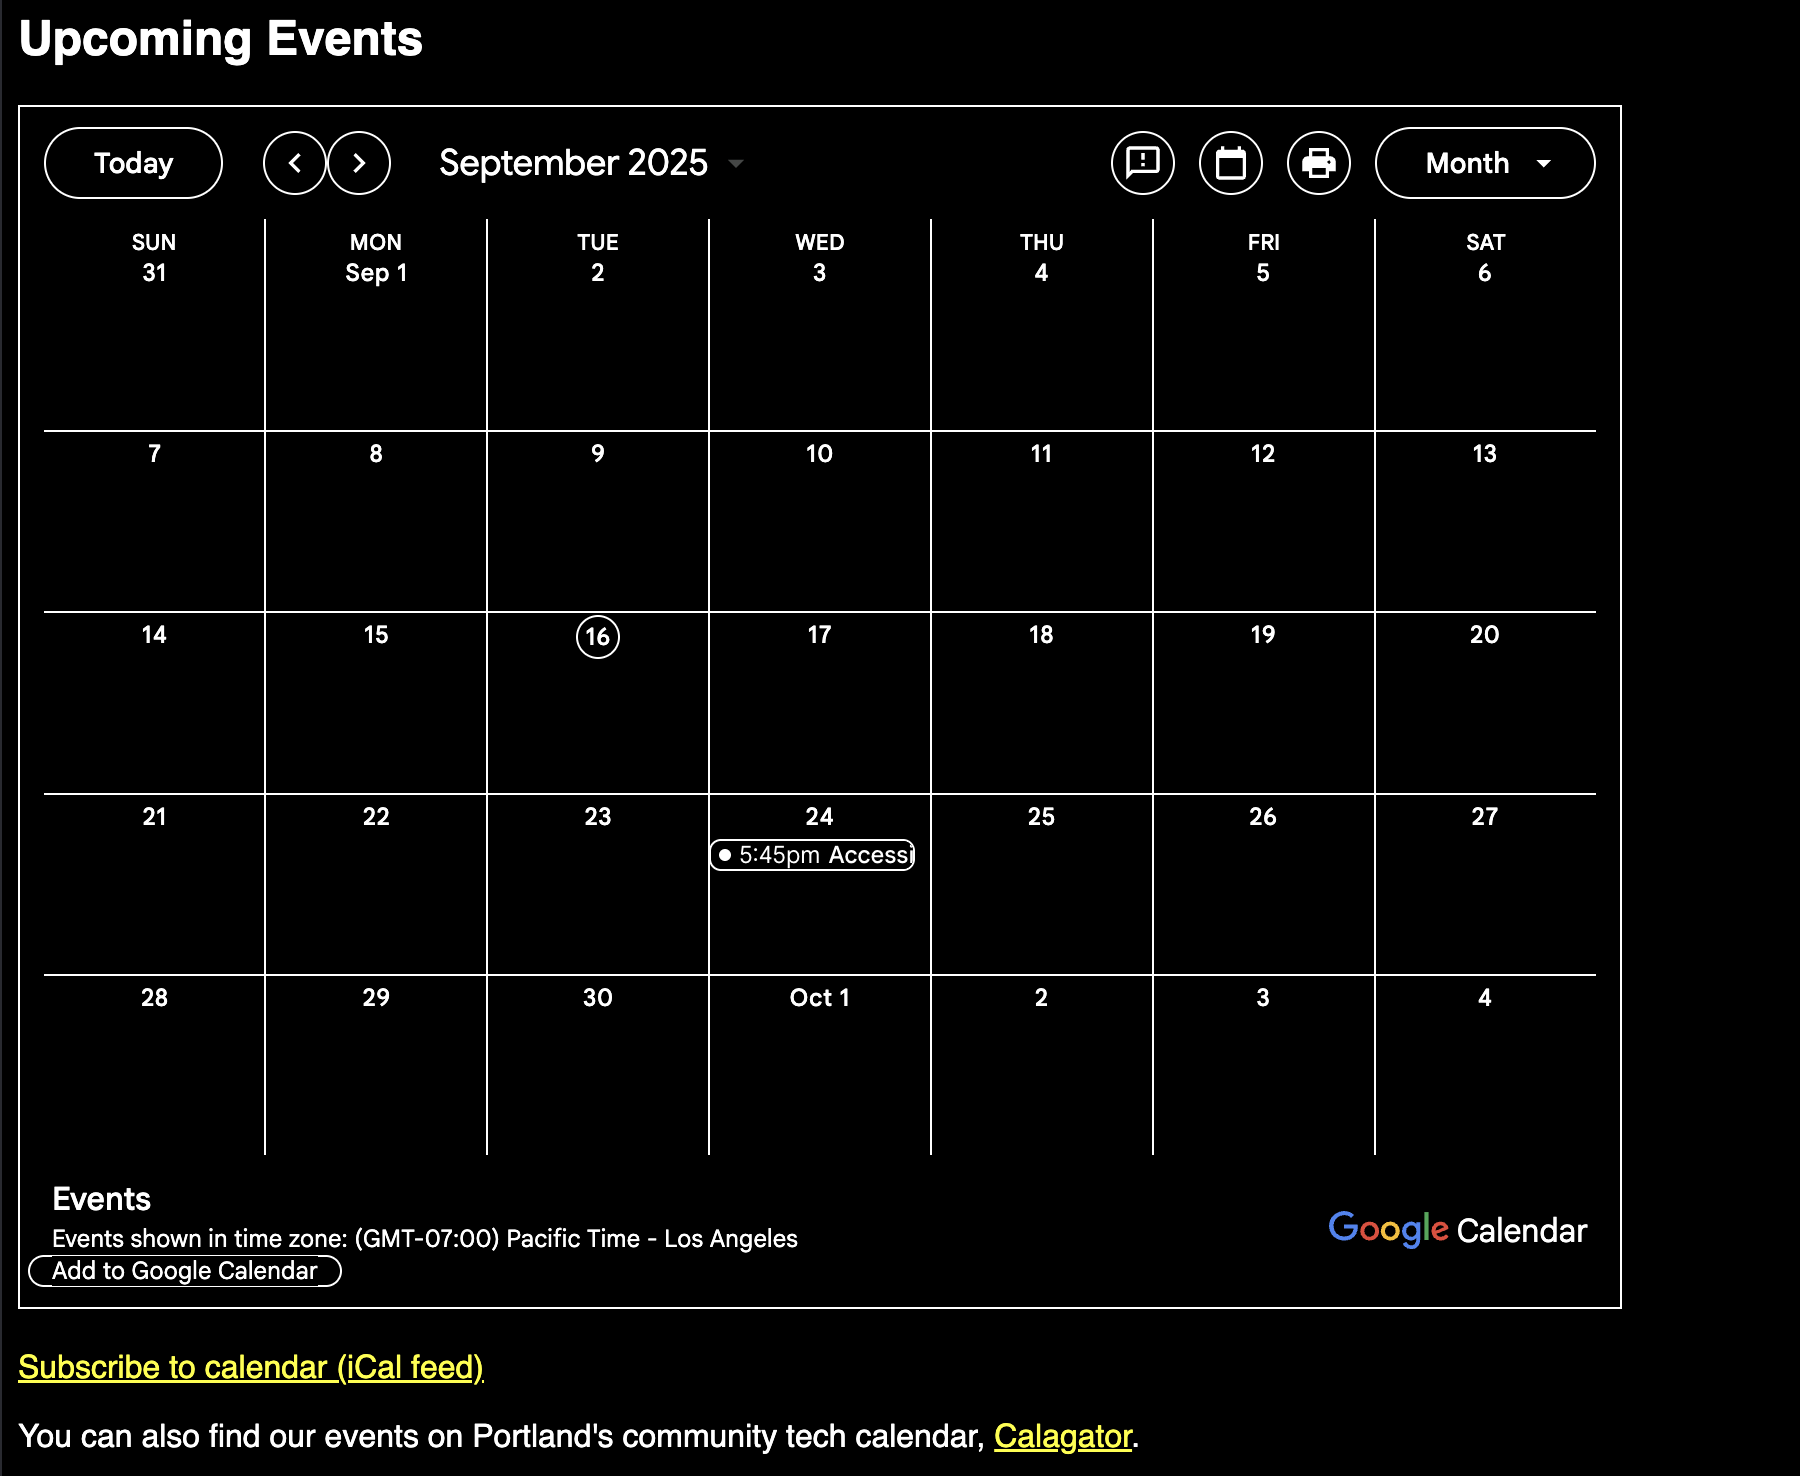 Upcoming Events
Today
September 2025
Month
SUN MON TUE WED THU FRI SAT
31 Sep 1 2 3 4 5 6
7 8 9 10 11 12 13
14 15 16 17 18 19 20
21 22 23 24 25 26 27
5:45pm Accessi
28 29 30 Oct 1 2 3 4
Events
Events shown in time zone: (GMT-07:00) Pacific Time - Los Angeles
Google Calendar
Add to Google Calendar
Subscribe to calendar (iCal feed)
You can also find our events on Portland's community tech calendar, Calagator.